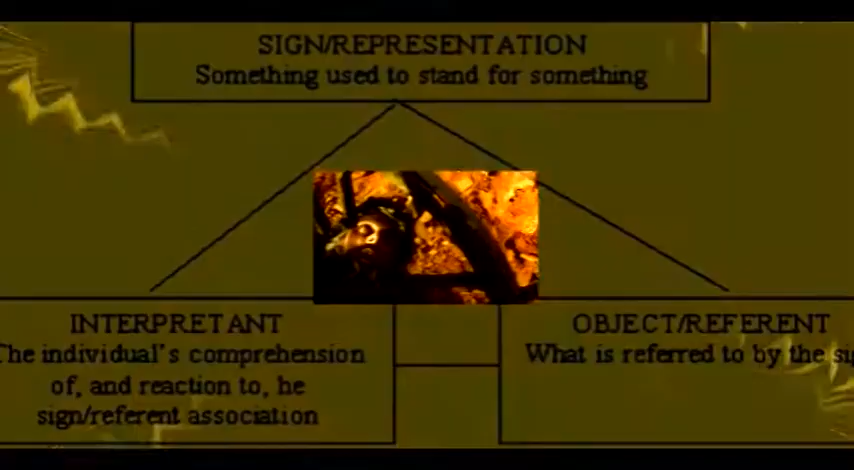 SIGN/REPRESENTATION
Something used to stand for something
INTERPRETANT
The individual's comprehension
of, and reaction to, he
sign/referent association
OBJECT/REFERENT
What is referred to by the